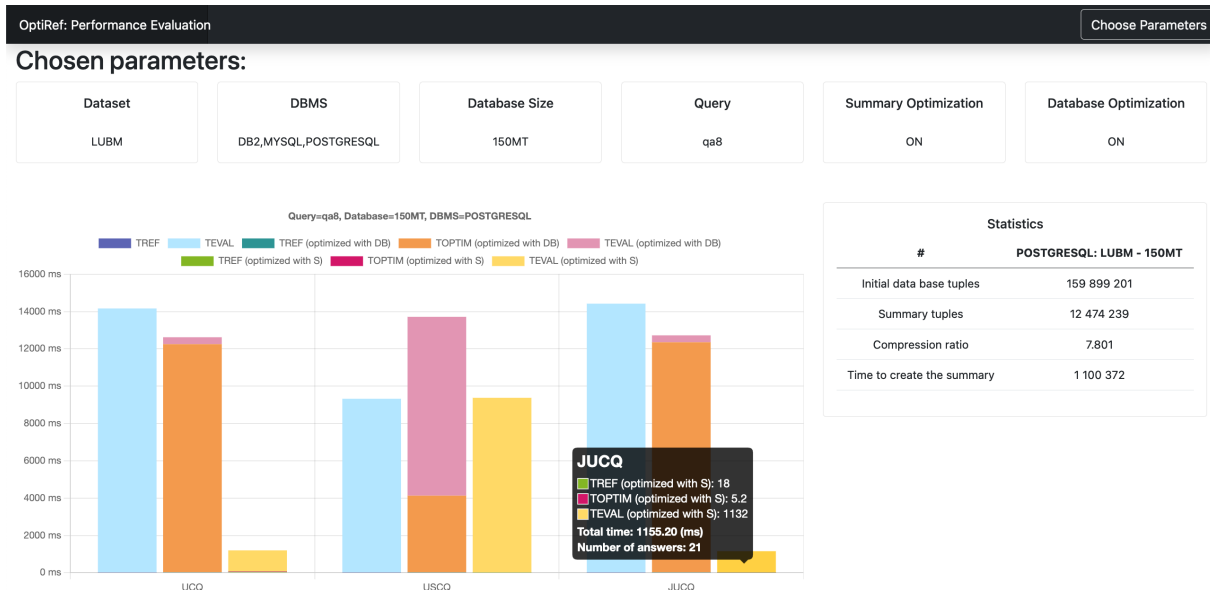 OptiRef: Performance Evaluation
Choose Parameters
Chosen parameters:
Dataset
LUBM
DBMS
DB2,MYSQL,POSTGRESQL
Database Size
150MT
Query
qa8
Summary Optimization
ON
Database Optimization
ON
Query=qa8, Database=150MT, DBMS=POSTGRESQL
TREF TEVAL TREF (optimized with DB) TOPTIM (optimized with DB) TEVAL (optimized with DB)
TREF (optimized with S) TOPTIM (optimized with S) TEVAL (optimized with S)
16000 ms
14000 ms
12000 ms
10000 ms
8000 ms
6000 ms
4000 ms
2000 ms
0 ms
UCQ USCQ JUCQ
JUCQ
TREF (optimized with S): 18
TOPTIM (optimized with S): 5.2
TEVAL (optimized with S): 1132
Total time: 1155.20 (ms)
Number of answers: 21
Statistics
# POSTGRESQL: LUBM - 150MT
Initial data base tuples 159 899 201
Summary tuples 12 474 239
Compression ratio 7.801
Time to create the summary 1 100 372